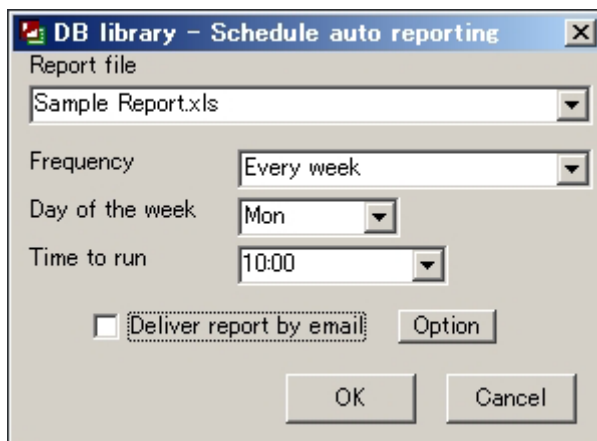 DB library - Schedule auto reporting
Report file
Sample Report.xls
Frequency Every week
Day of the week Mon
Time to run 10:00
Deliver report by email Option
OK Cancel